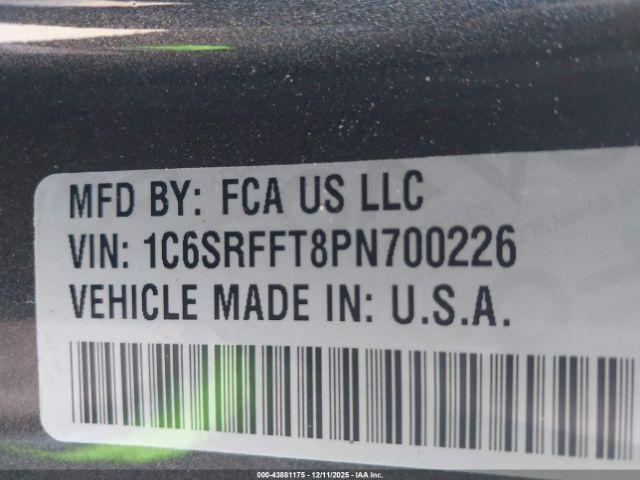 MFD BY: FCA US LLC
VIN: 1C6SRFFT8PN700226
VEHICLE MADE IN: U.S.A.
000-43881175 - 12/11/2025 - IAA Inc.